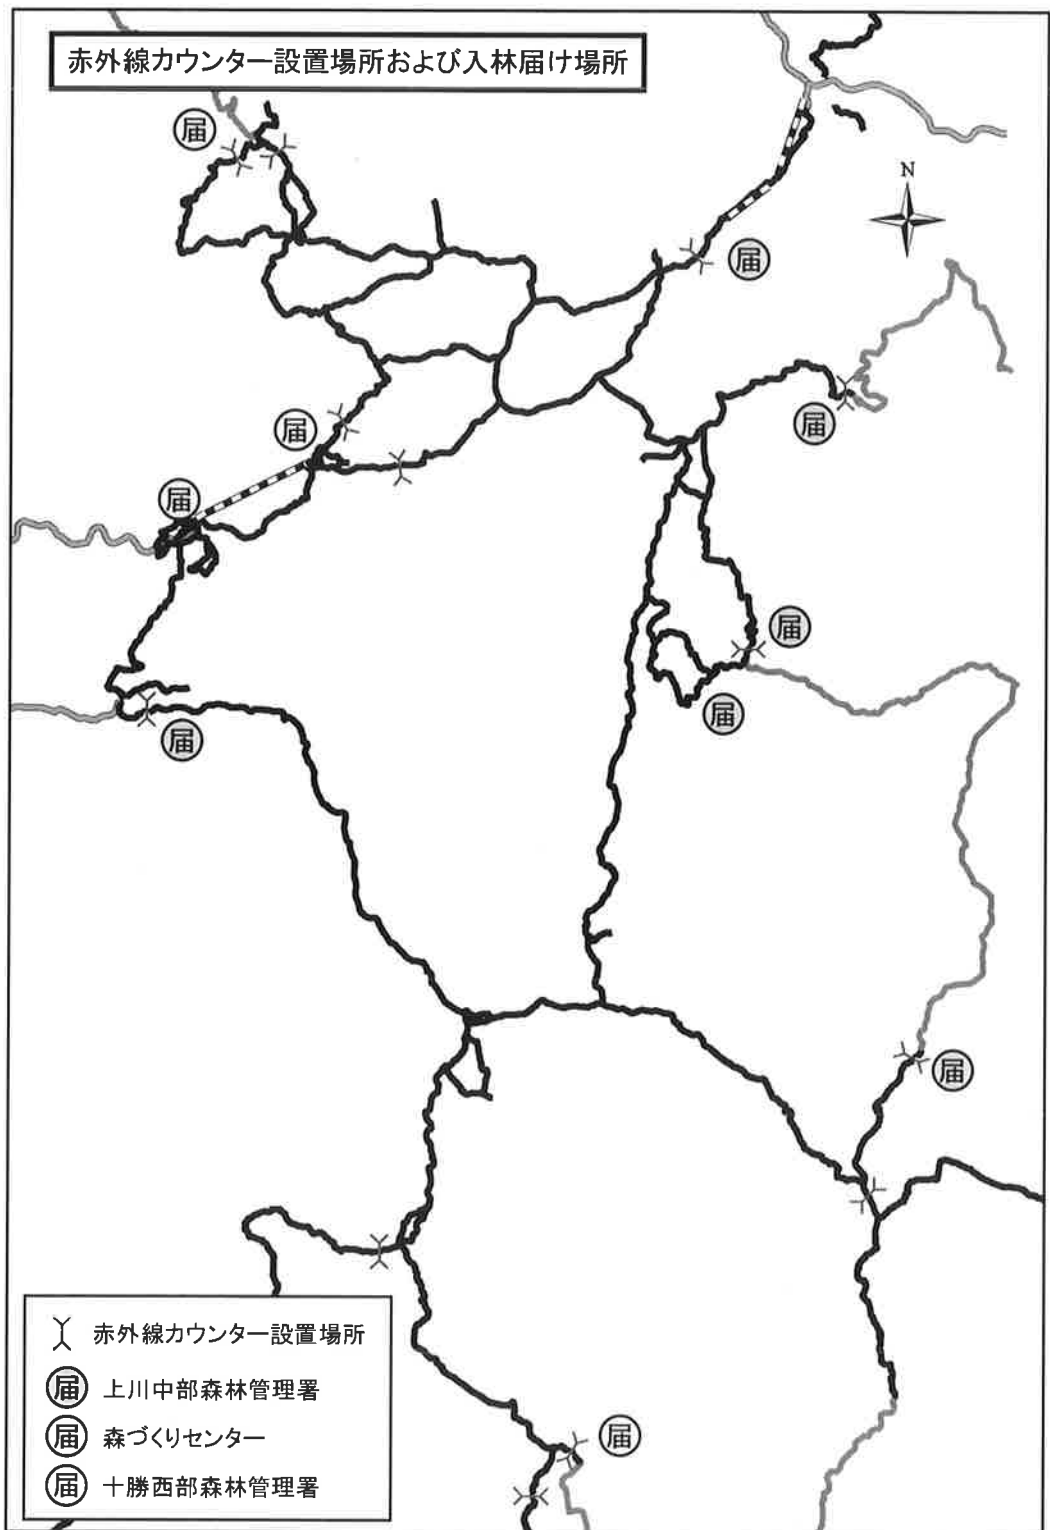 赤外線カウンター設置場所および入林届け場所
届
N
届
届
届
届
届
届
届
届
届
赤外線カウンター設置場所
届 上川中部森林管理署
届 森づくりセンター
届 十勝西部森林管理署